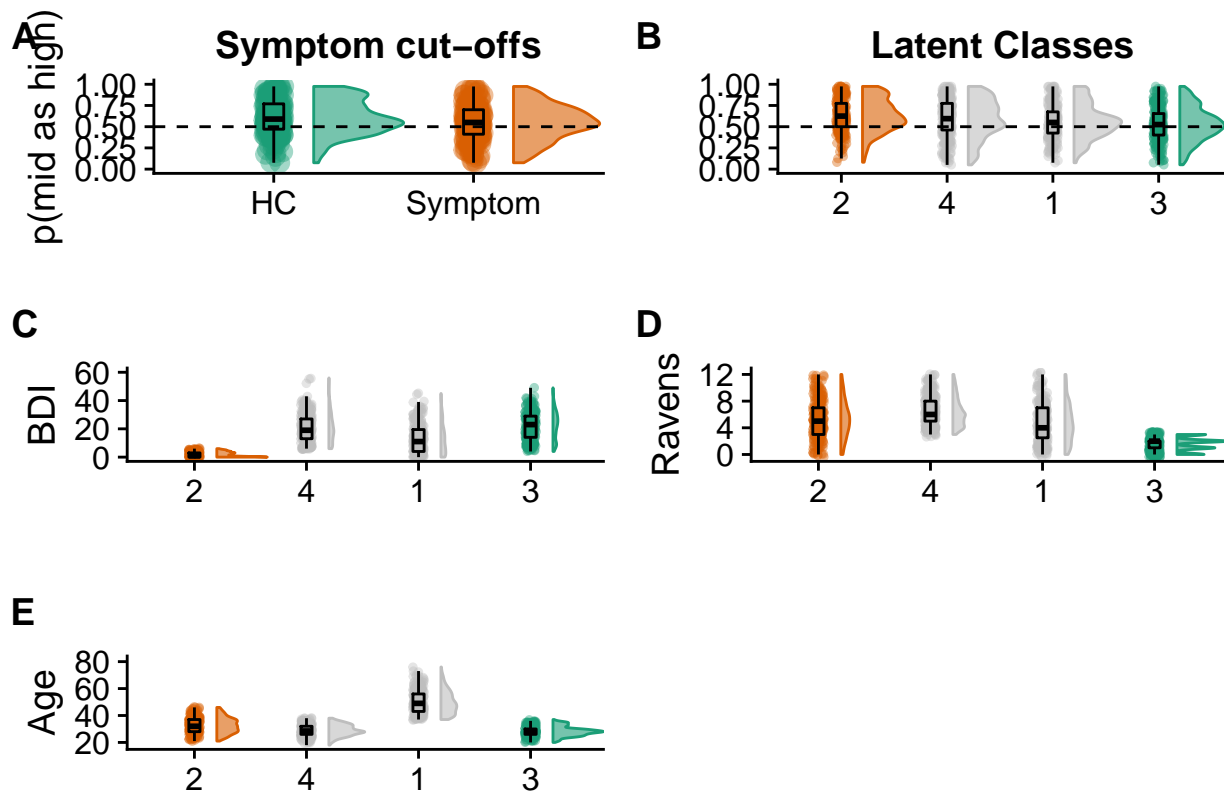 A
Symptom cut–offs
p(mid as high)
1.00
0.75
0.50
0.25
0.00
HC Symptom
B
Latent Classes
1.00
0.75
0.50
0.25
0.00
2 4 1 3
C
BDI
60
40
20
0
2 4 1 3
D
Ravens
12
8
4
0
2 4 1 3
E
Age
80
60
40
20
2 4 1 3